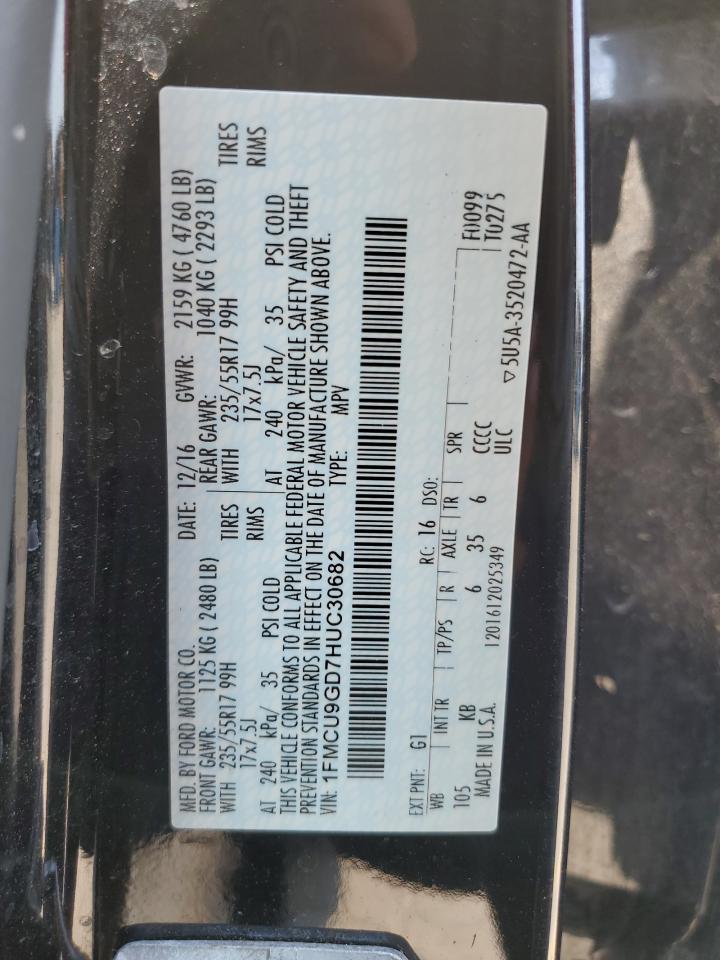 MFD. BY FORD MOTOR CO. DATE: 12/16 GVWR: 2159 KG ( 4760 LB)
FRONT GAWR: 1125 KG ( 2480 LB) REAR GAWR: 1040 KG ( 2293 LB)
WITH 235/55R17 99H TIRES WITH 235/55R17 99H TIRES
17x7.5J RIMS 17x7.5J RIMS
AT 240 kPa/ 35 PSI COLD AT 240 kPa/ 35 PSI COLD
THIS VEHICLE CONFORMS TO ALL APPLICABLE FEDERAL MOTOR VEHICLE SAFETY AND THEFT
PREVENTION STANDARDS IN EFFECT ON THE DATE OF MANUFACTURE SHOWN ABOVE.
VIN: 1FMCU9GD7HUC30682 TYPE: MPV
EXT PNT: G1 RC: 16 DSO: F0099
WB INT TR TP/PS R AXLE TR SPR T0275
105 KB 6 35 6 CCCC ▽ 5U5A-3520472-AA
MADE IN U.S.A. 1201612025349 ULC